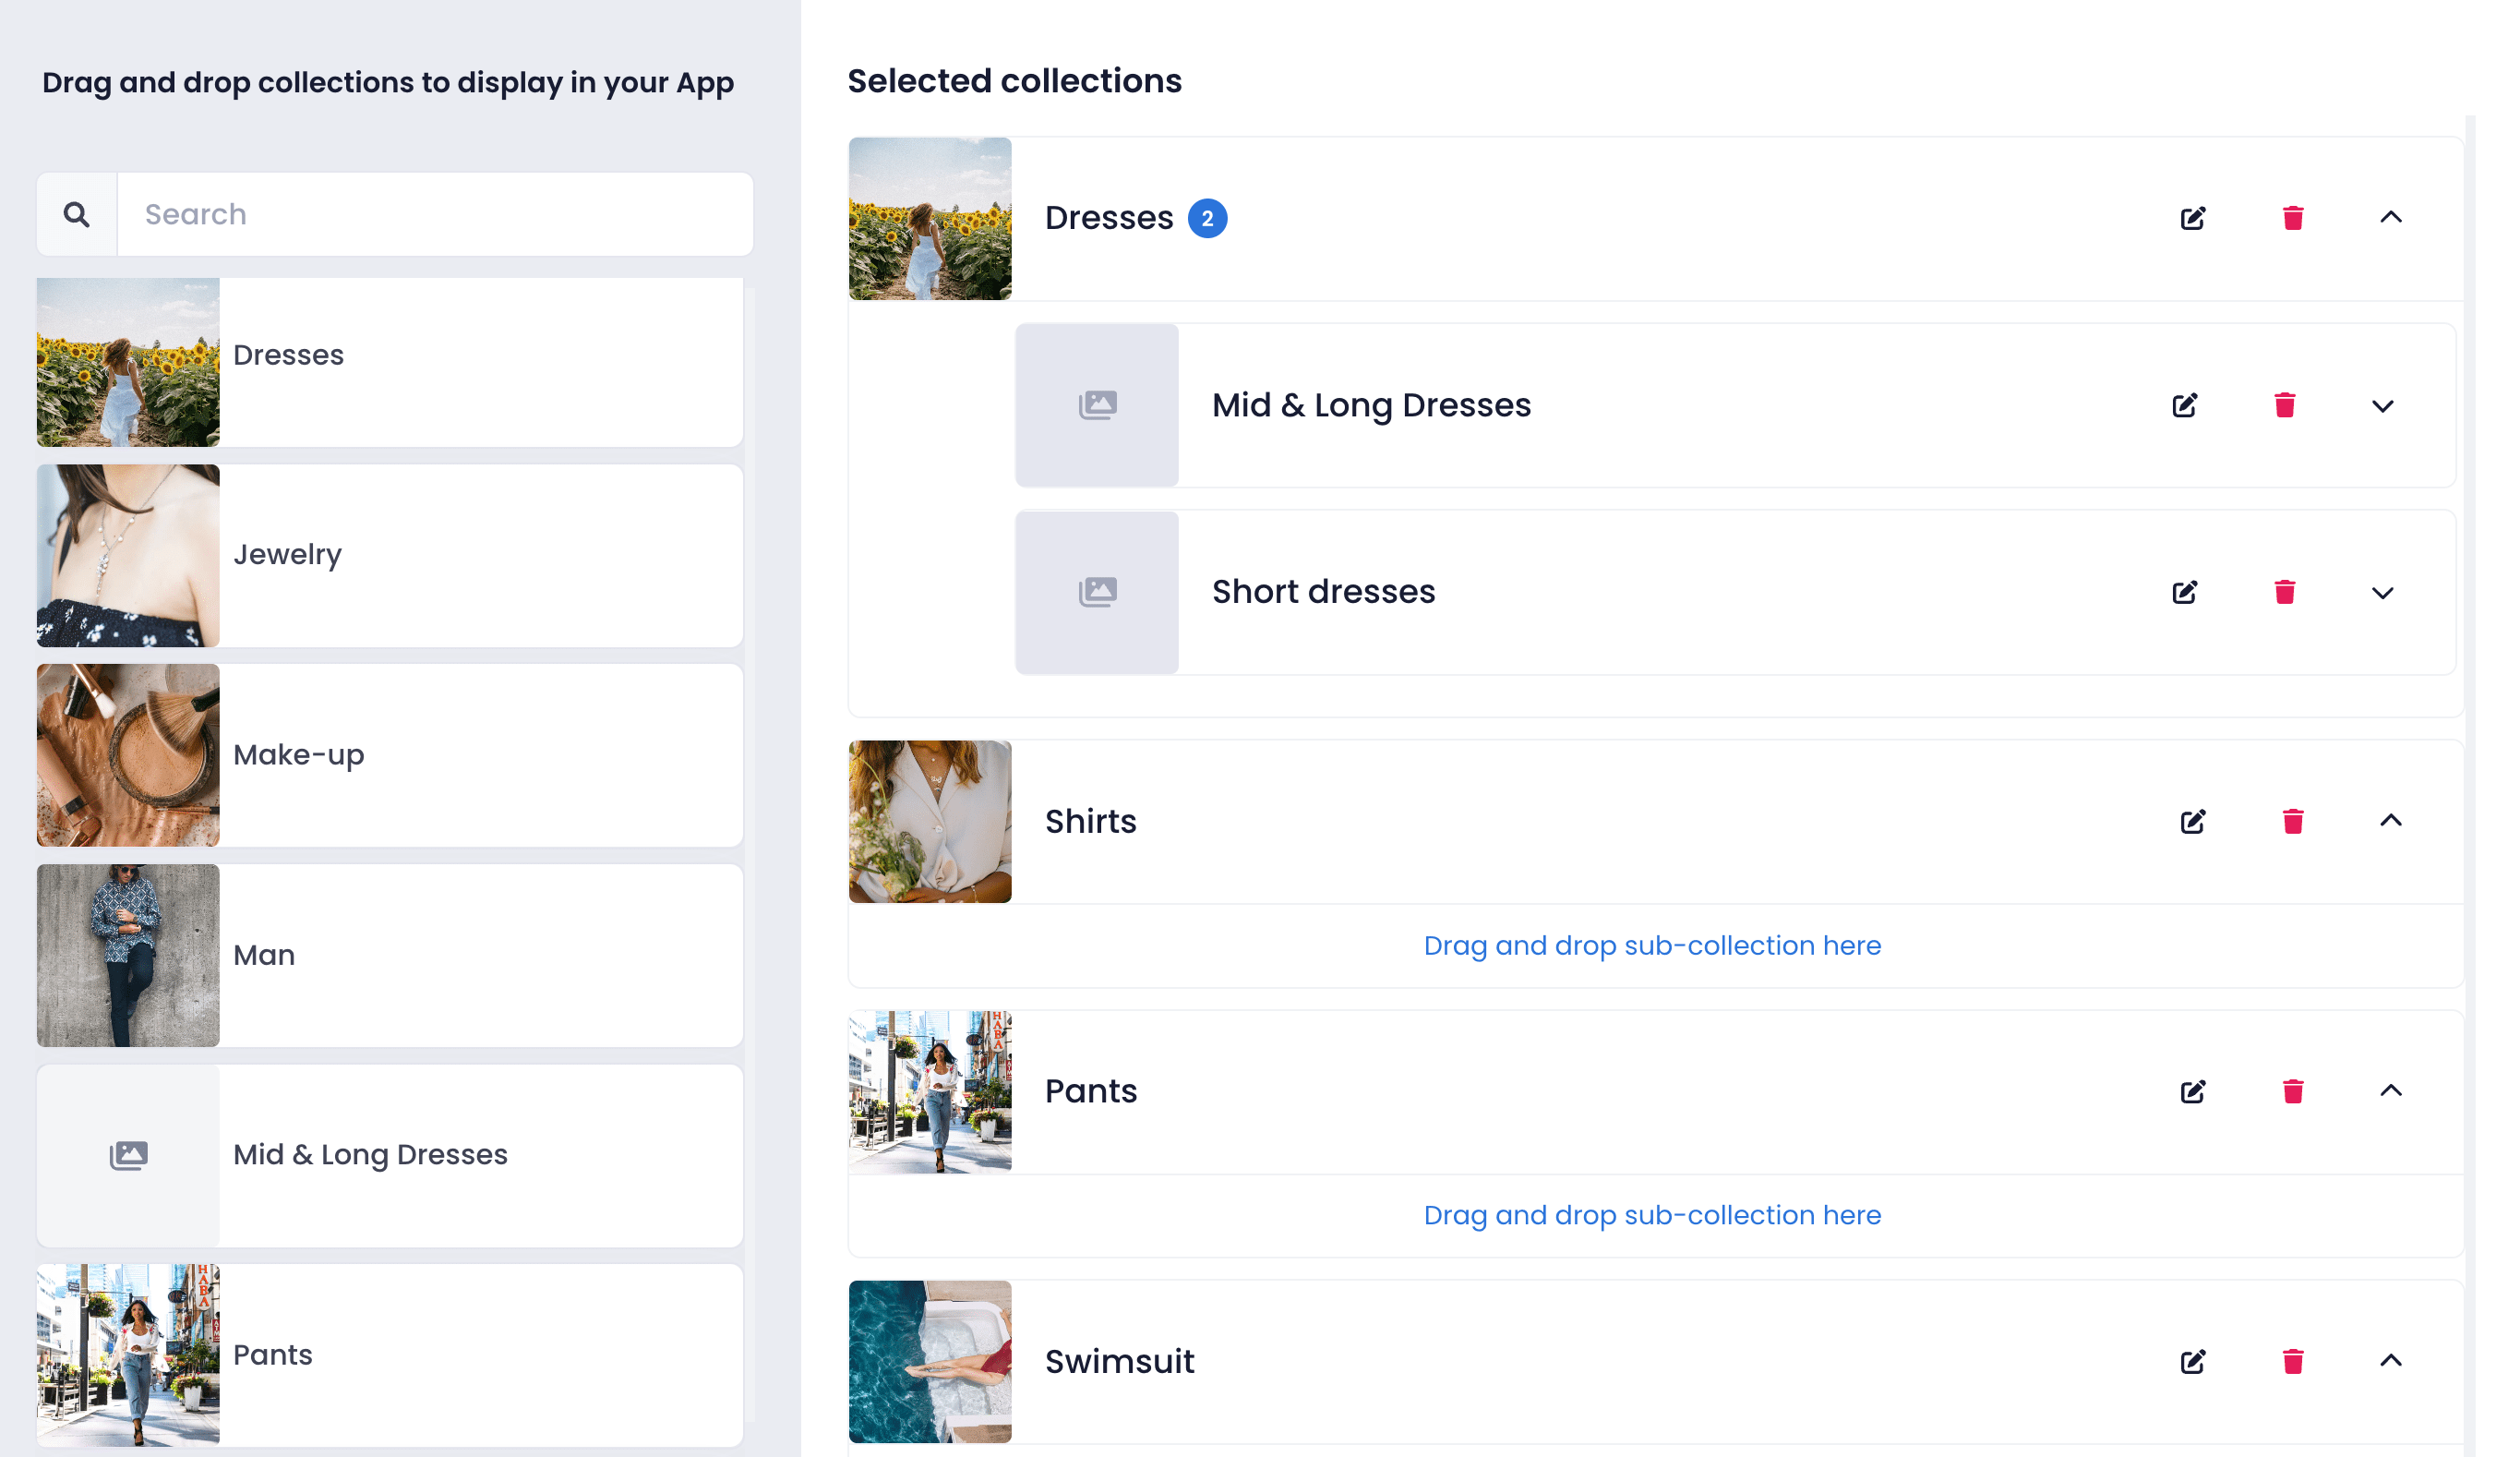 Drag and drop collections to display in your App
Search
Dresses
Jewelry
Make-up
Man
Mid & Long Dresses
HABA
Pants
Selected collections
Dresses 2
Mid & Long Dresses
Short dresses
Shirts
Drag and drop sub-collection here
HABA
Pants
Drag and drop sub-collection here
Swimsuit